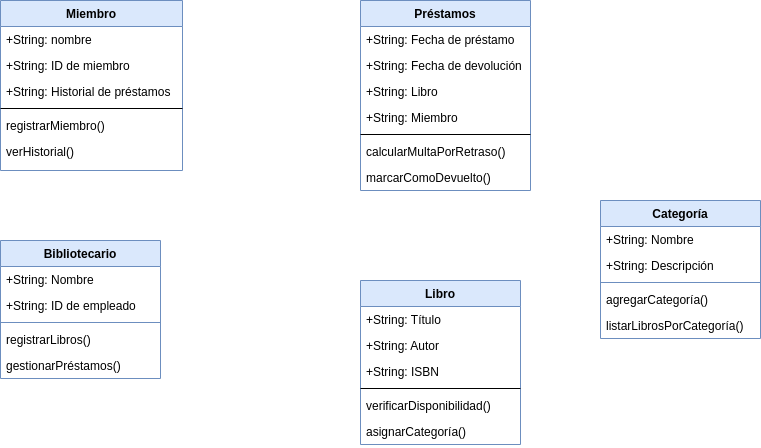 Miembro
+String: nombre
+String: ID de miembro
+String: Historial de préstamos
registrarMiembro()
verHistorial()
Préstamos
+String: Fecha de préstamo
+String: Fecha de devolución
+String: Libro
+String: Miembro
calcularMultaPorRetraso()
marcarComoDevuelto()
Categoría
+String: Nombre
+String: Descripción
agregarCategoría()
listarLibrosPorCategoría()
Bibliotecario
+String: Nombre
+String: ID de empleado
registrarLibros()
gestionarPréstamos()
Libro
+String: Título
+String: Autor
+String: ISBN
verificarDisponibilidad()
asignarCategoría()